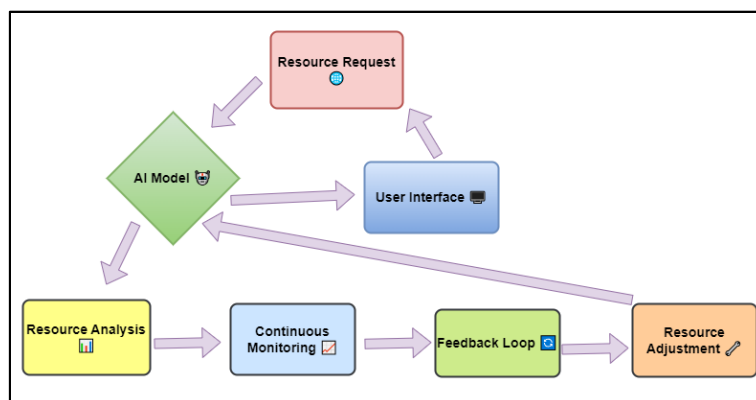 Resource Request
AI Model
User Interface
Resource Analysis
Continuous
Monitoring
Feedback Loop
Resource
Adjustment